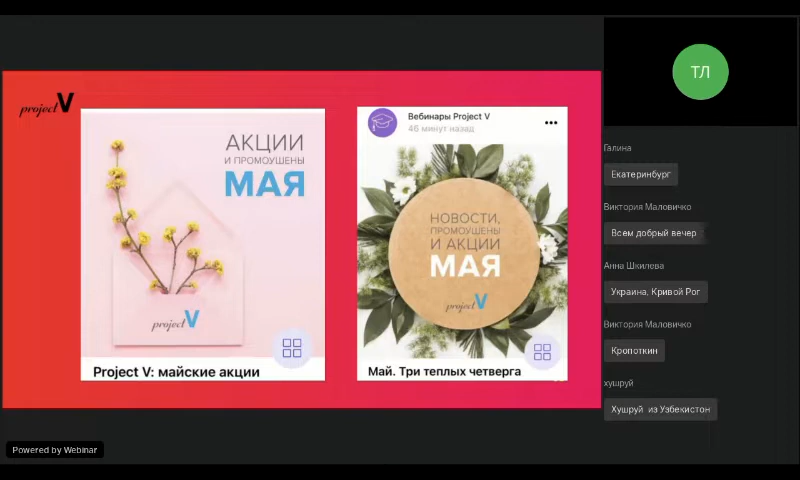 project V
АКЦИИ
И ПРОМОУШЕНЫ
МАЯ
project V
Project V: майские акции
Вебинары Project V
46 минут назад
НОВОСТИ,
ПРОМОУШЕНЫ
И АКЦИИ
МАЯ
project V
Май. Три теплых четверга
ТЛ
Галина
Екатеринбург
Виктория Маловичко
Всем добрый вечер
Анна Шкилева
Украина, Кривой Рог
Виктория Маловичко
Кропоткин
хушруй
Хушруй из Узбекистон
Powered by Webinar